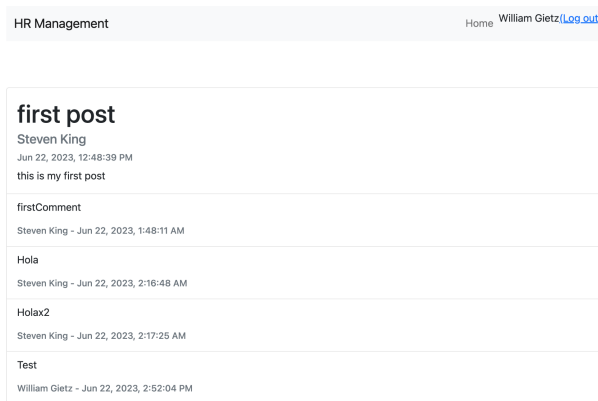 HR Management
Home William Gietz(Log out
first post
Steven King
Jun 22, 2023, 12:48:39 PM
this is my first post
firstComment
Steven King - Jun 22, 2023, 1:48:11 AM
Hola
Steven King - Jun 22, 2023, 2:16:48 AM
Holax2
Steven King - Jun 22, 2023, 2:17:25 AM
Test
William Gietz - Jun 22, 2023, 2:52:04 PM